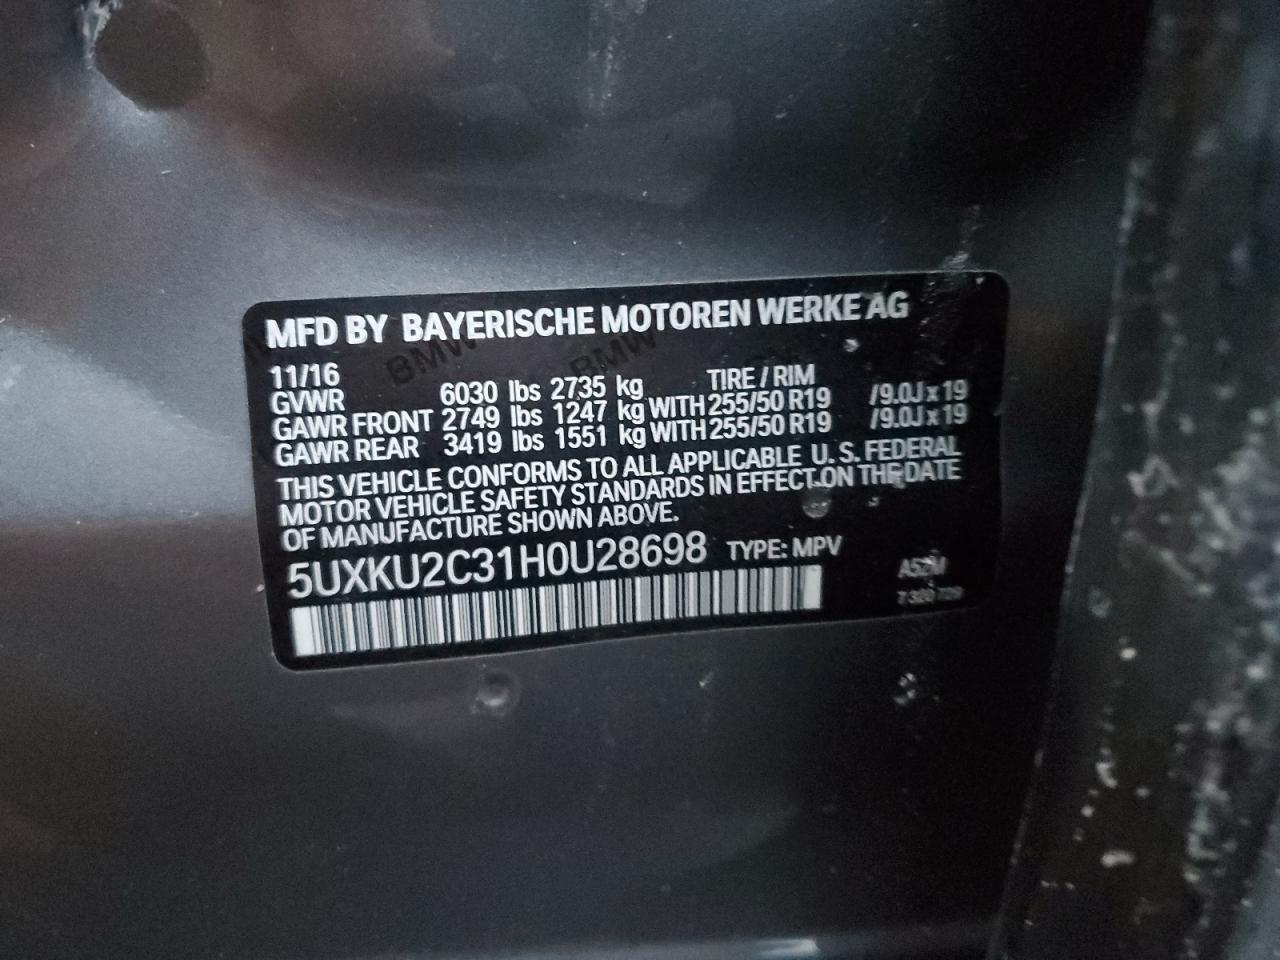 MFD BY BAYERISCHE MOTOREN WERKE AG
11/16 TIRE / RIM
GVWR 6030 lbs 2735 kg
GAWR FRONT 2749 lbs 1247 kg WITH 255/50 R19 /9.0J x 19
GAWR REAR 3419 lbs 1551 kg WITH 255/50 R19 /9.0J x 19
THIS VEHICLE CONFORMS TO ALL APPLICABLE U.S. FEDERAL
MOTOR VEHICLE SAFETY STANDARDS IN EFFECT ON THE DATE
OF MANUFACTURE SHOWN ABOVE.
5UXKU2C31H0U28698 TYPE: MPV
BMW BMW